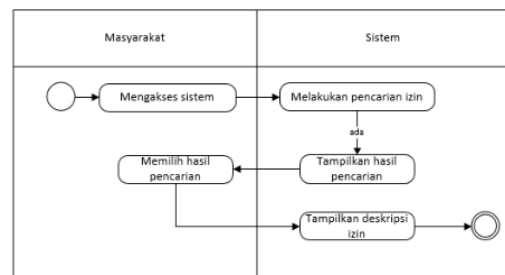 Masyarakat
Sistem
Mengakses sistem
Melakukan pencarian izin
ada
Memilih hasil
pencarian
Tampilkan hasil
pencarian
Tampilkan deskripsi
izin